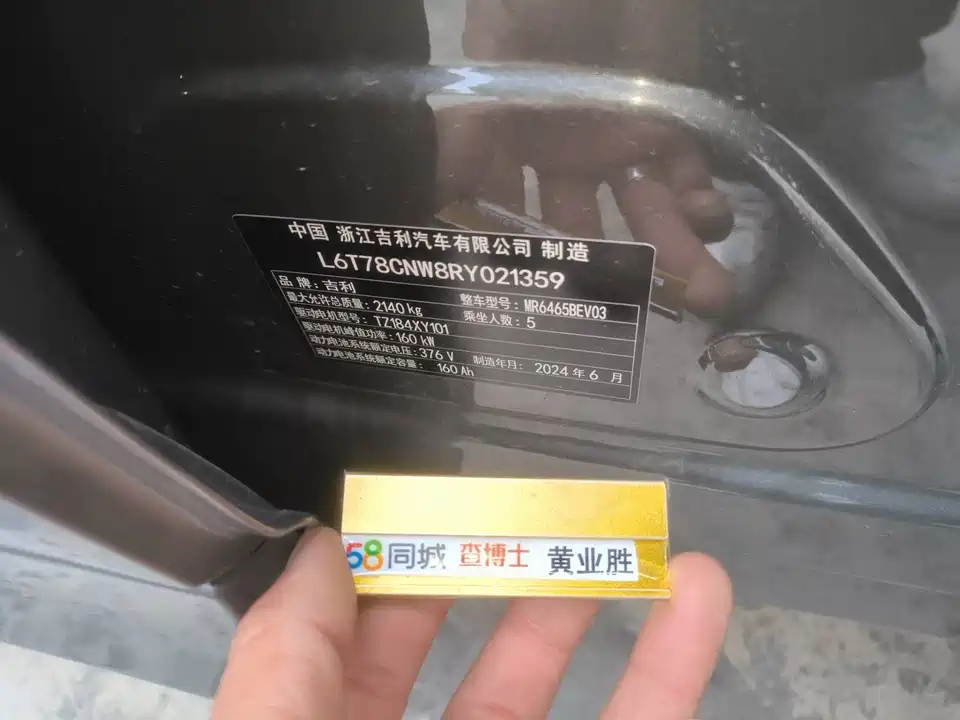 中国 浙江吉利汽车有限公司 制造
L6T78CNW8RY021359
品牌：吉利 整车型号：MR6465BEV03
最大允许总质量：2140 kg 乘坐人数：5
驱动电机型号：TZ184XY101
驱动电机峰值功率：160 kW
动力电池系统额定电压：376 V 制造年月：2024 年 6 月
动力电池系统额定容量：160 Ah
58同城 查博士 黄业胜